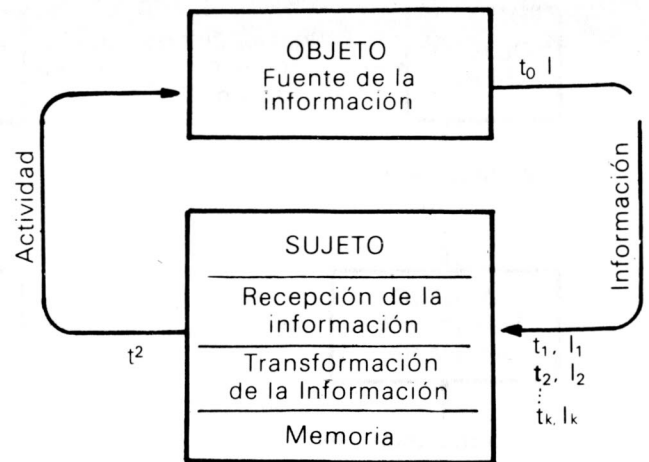 OBJETO
Fuente de la
información
t₀ I
Actividad
Información
SUJETO
Recepción de la
información
Transformación
de la Información
Memoria
t²
t₁, I₁
t₂, I₂
⋮
tₖ, Iₖ